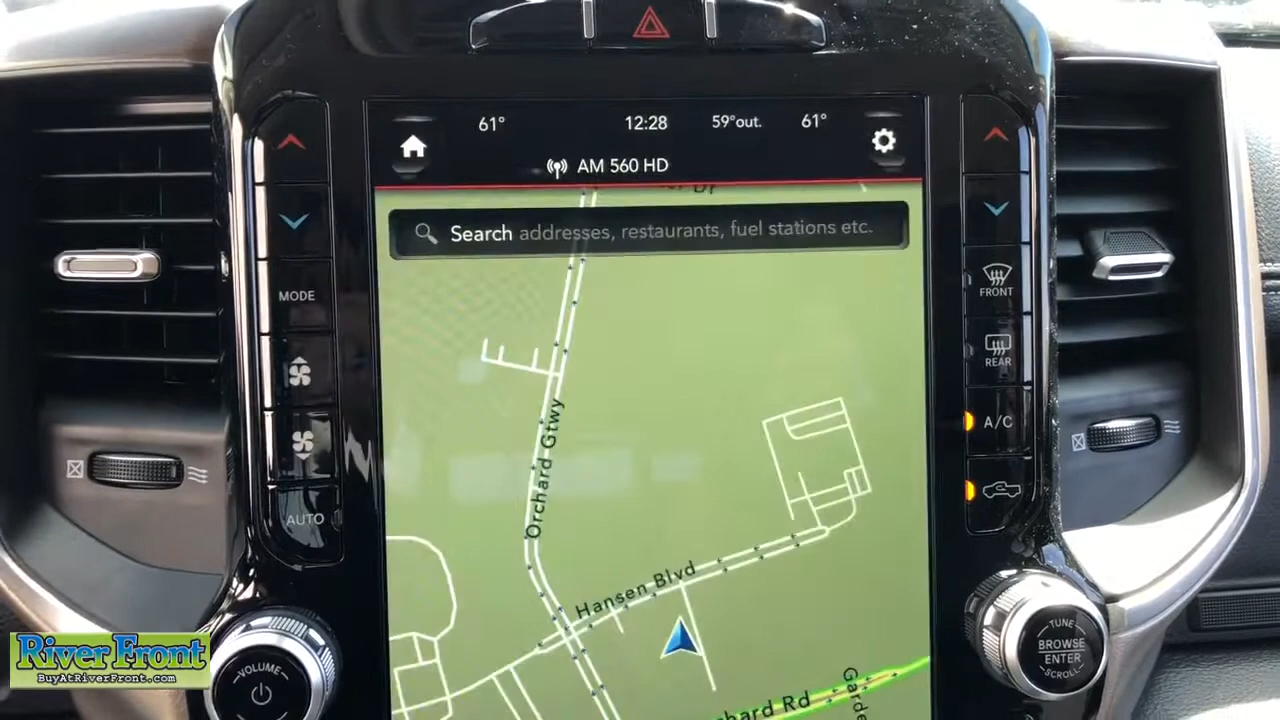 61° 12:28 59°out. 61°
AM 560 HD
Search addresses, restaurants, fuel stations etc.
MODE
AUTO
FRONT
REAR
A/C
Orchard Gtwy
Hansen Blvd
VOLUME
TUNE
BROWSE
ENTER
SCROLL
River Front
BuyAtRiverFront.com